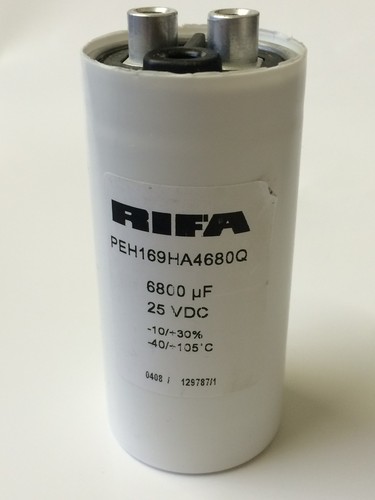 RIFA
PEH169HA4680Q
6800 µF
25 VDC
-10/+30%
-40/+105°C
0408 / 129787/1